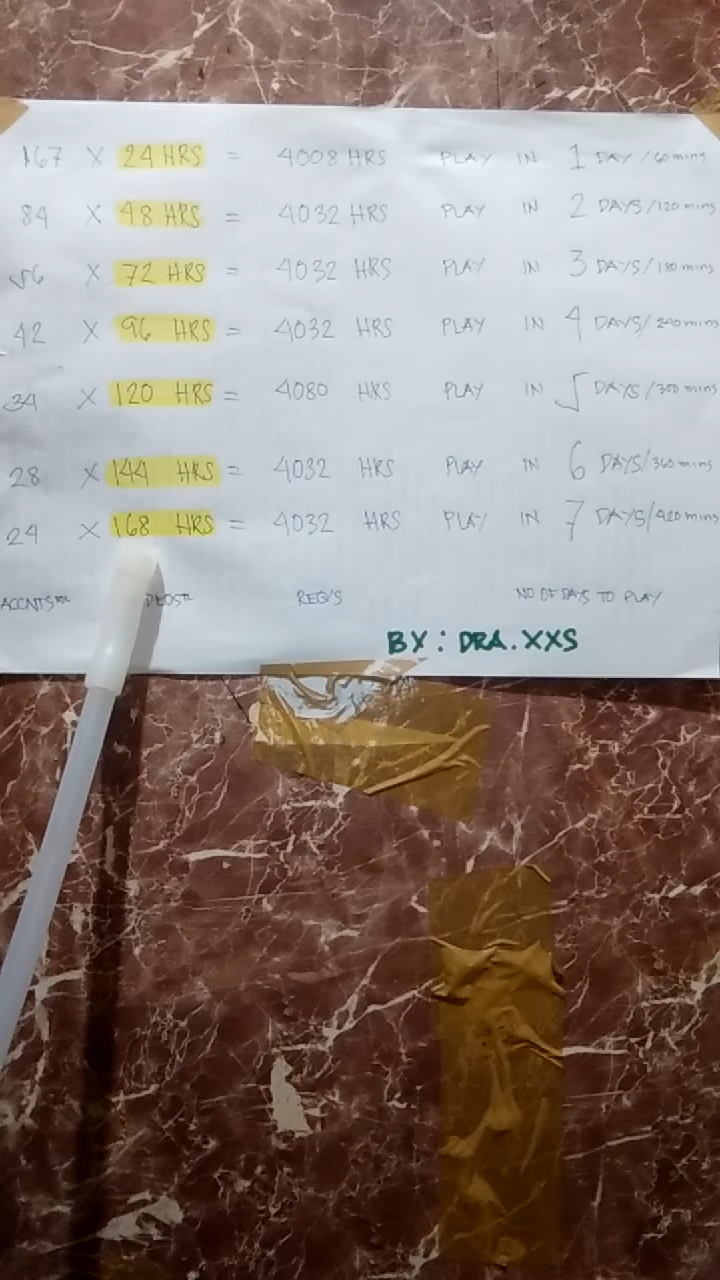 167 X 24 HRS = 4008 HRS PLAY IN 1 DAY / 60 mins
84 X 48 HRS = 4032 HRS PLAY IN 2 DAYS / 120 mins
56 X 72 HRS = 4032 HRS PLAY IN 3 DAYS / 180 mins
42 X 96 HRS = 4032 HRS PLAY IN 4 DAYS / 240 mins
34 X 120 HRS = 4080 HRS PLAY IN 5 DAYS / 300 mins
28 X 144 HRS = 4032 HRS PLAY IN 6 DAYS / 360 mins
24 X 168 HRS = 4032 HRS PLAY IN 7 DAYS / 420 mins
REQ'S NO OF DAYS TO PLAY
BX : DRA.XXS